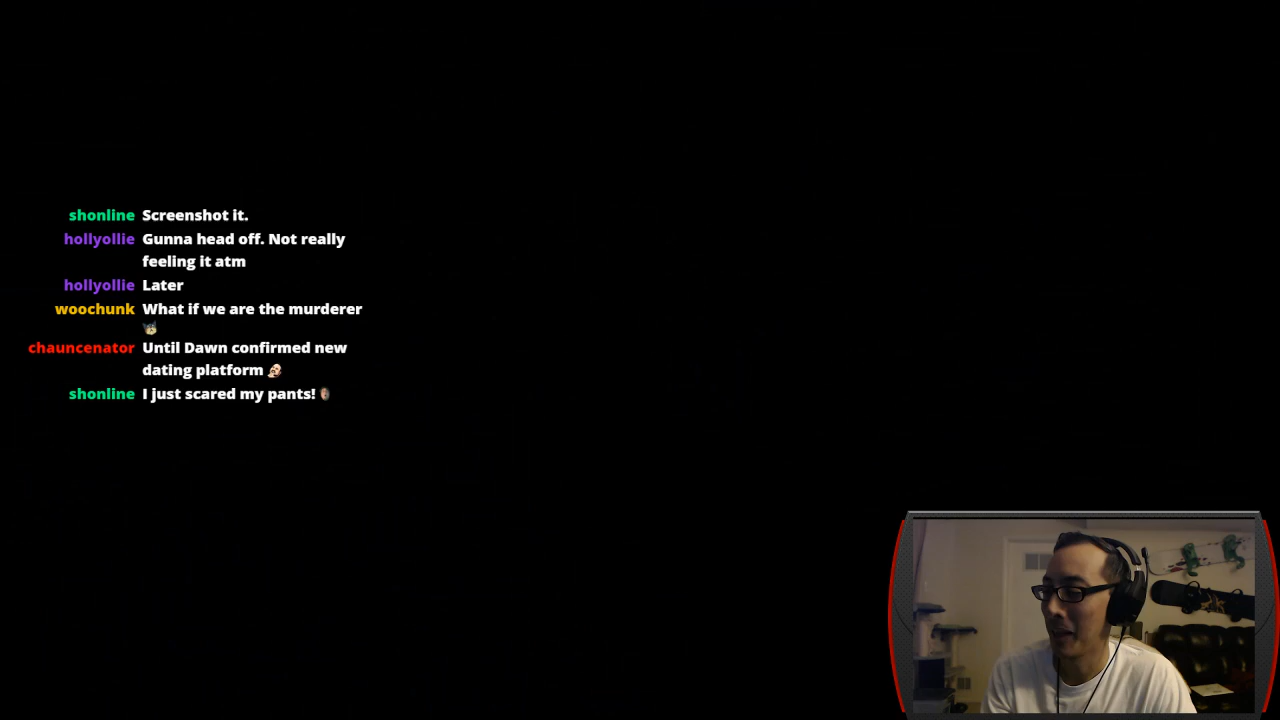 shonline Screenshot it.
hollyollie Gunna head off. Not really
feeling it atm
hollyollie Later
woochunk What if we are the murderer
chauncenator Until Dawn confirmed new
dating platform
shonline I just scared my pants!